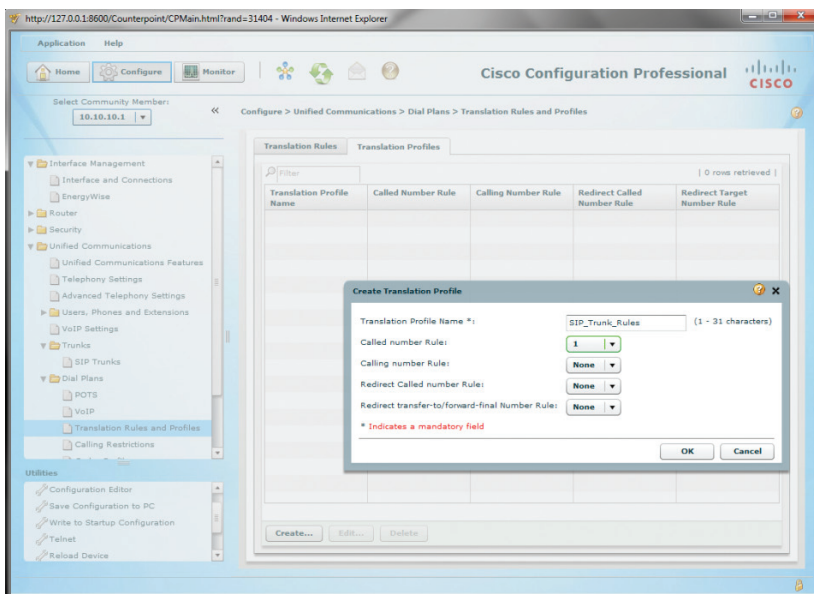 http://127.0.0.1:8600/Counterpoint/CPMain.html?rand=31404 - Windows Internet Explorer
Application Help
Home Configure Monitor
Cisco Configuration Professional
CISCO
Select Community Member:
10.10.10.1
Configure > Unified Communications > Dial Plans > Translation Rules and Profiles
Interface Management
Interface and Connections
EnergyWise
Router
Security
Unified Communications
Unified Communications Features
Telephony Settings
Advanced Telephony Settings
Users, Phones and Extensions
VoIP Settings
Trunks
SIP Trunks
Dial Plans
POTS
VoIP
Translation Rules and Profiles
Calling Restrictions
Utilities
Configuration Editor
Save Configuration to PC
Write to Startup Configuration
Telnet
Reload Device
Translation Rules Translation Profiles
Filter
| 0 rows retrieved |
Translation Profile Name
Called Number Rule
Calling Number Rule
Redirect Called Number Rule
Redirect Target Number Rule
Create Translation Profile
Translation Profile Name *: SIP_Trunk_Rules (1 - 31 characters)
Called number Rule: 1
Calling number Rule: None
Redirect Called number Rule: None
Redirect transfer-to/forward-final Number Rule: None
* Indicates a mandatory field
OK Cancel
Create... Edit... Delete